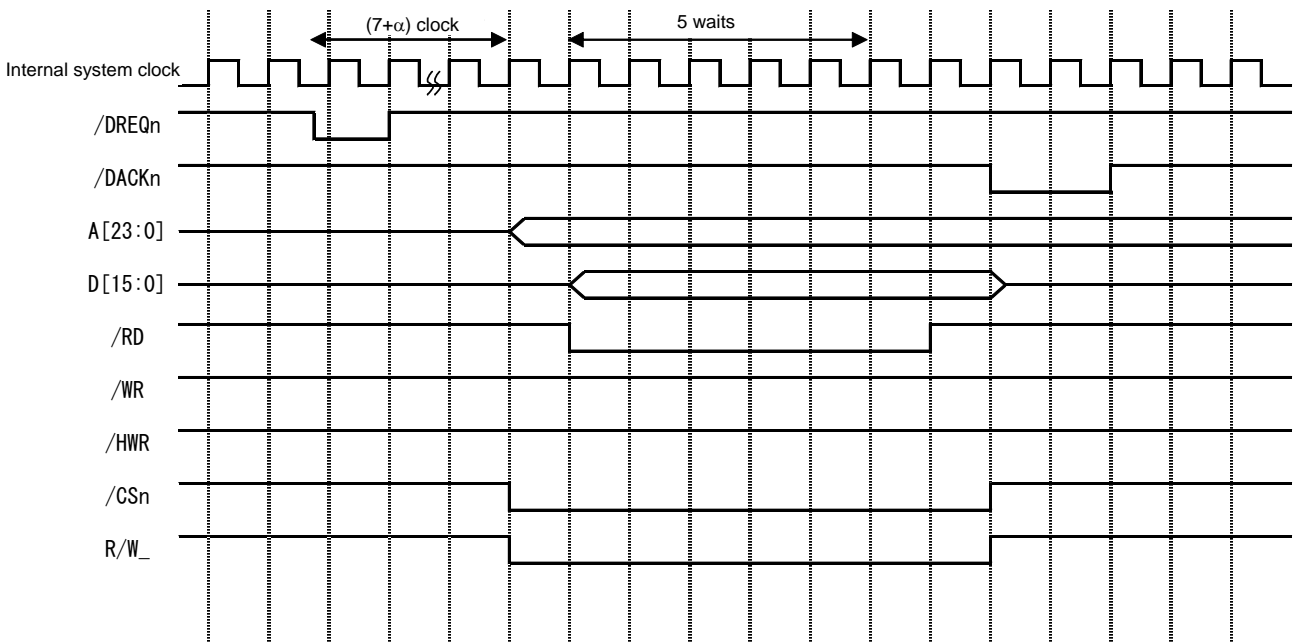 (7+α) clock
5 waits
Internal system clock
/DREQn
/DACKn
A[23:0]
D[15:0]
/RD
/WR
/HWR
/CSn
R/W_